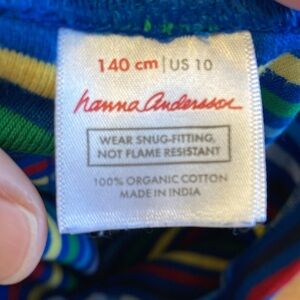 140 cm | US 10
hanna andersson
WEAR SNUG-FITTING,
NOT FLAME RESISTANT
100% ORGANIC COTTON
MADE IN INDIA